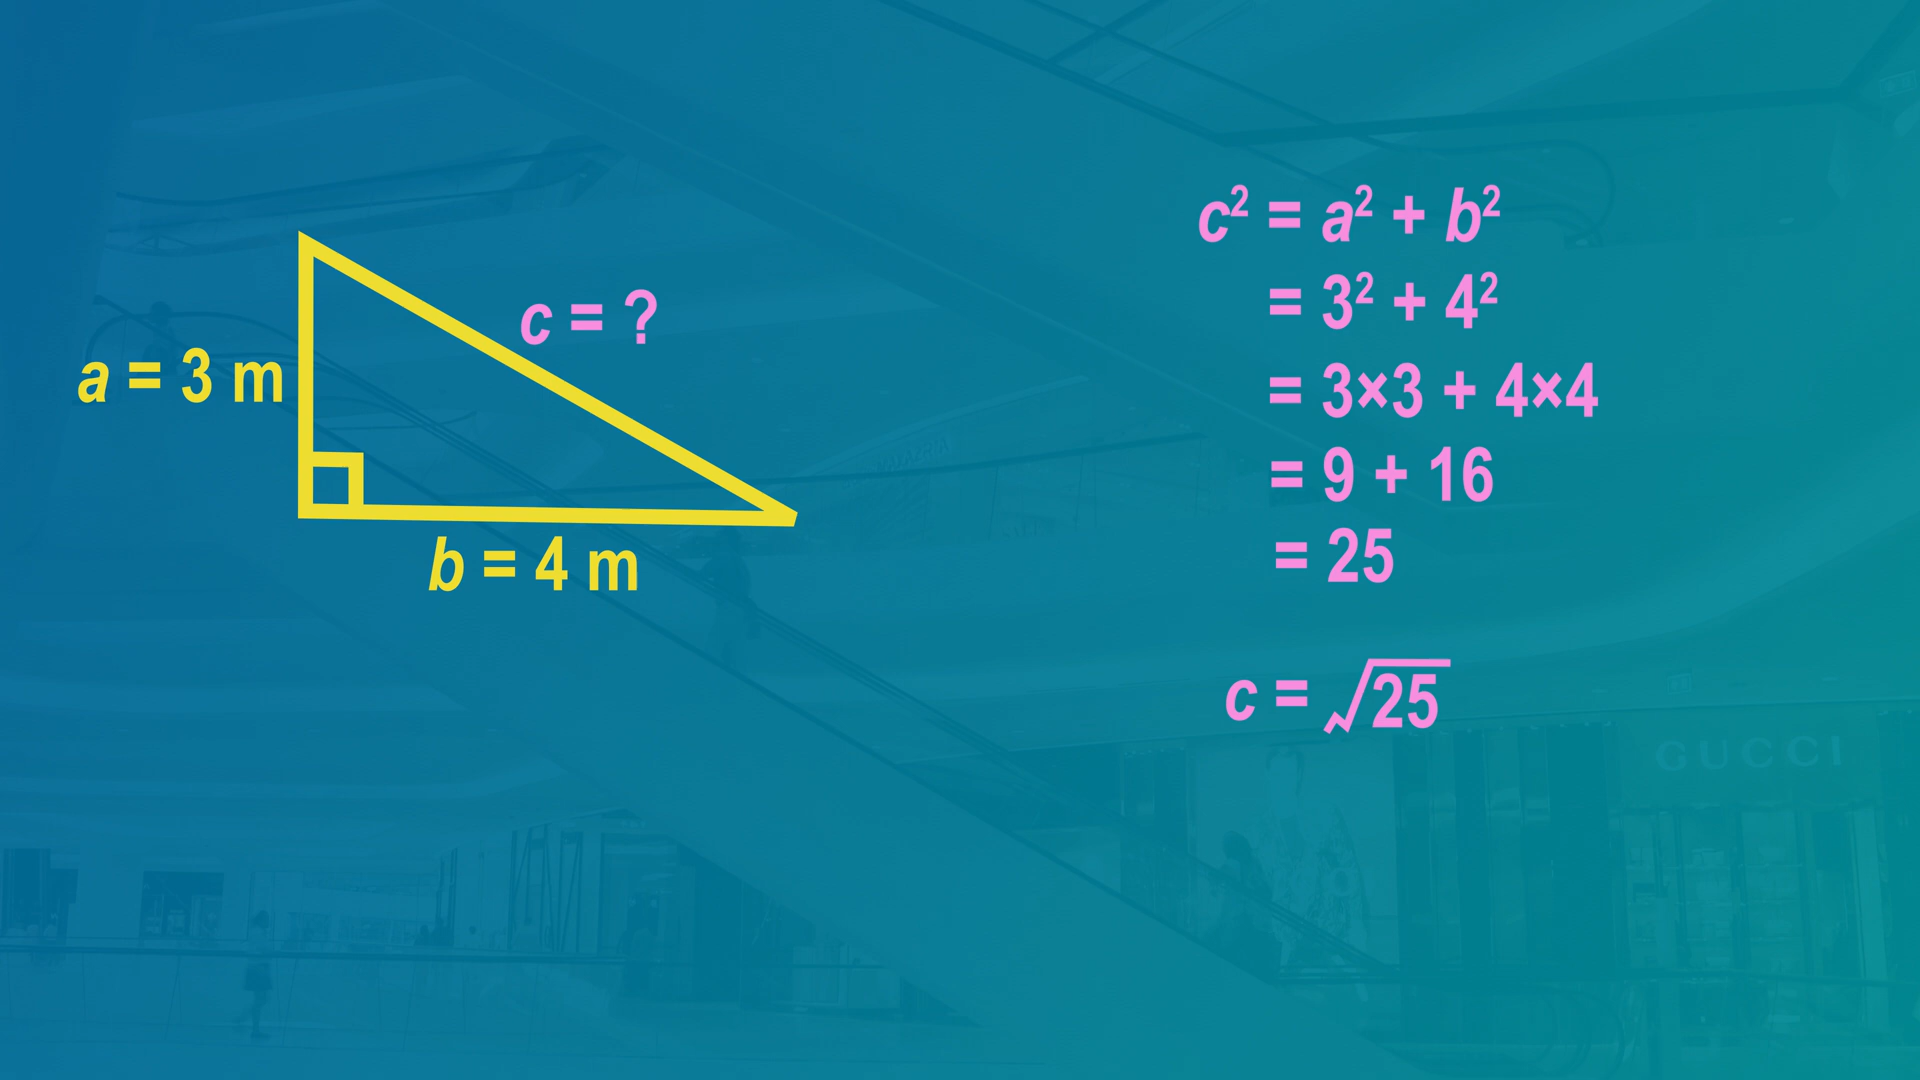 a = 3 m
c = ?
b = 4 m
c² = a² + b²
= 3² + 4²
= 3×3 + 4×4
= 9 + 16
= 25
c = √25
GUCCI